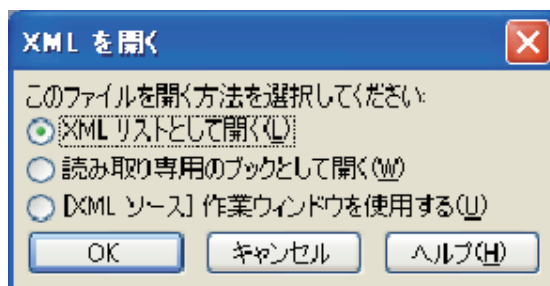 XML を開く
このファイルを開く方法を選択してください:
XML リストとして開く(L)
読み取り専用のブックとして開く(W)
[XML ソース] 作業ウィンドウを使用する(U)
OK キャンセル ヘルプ(H)